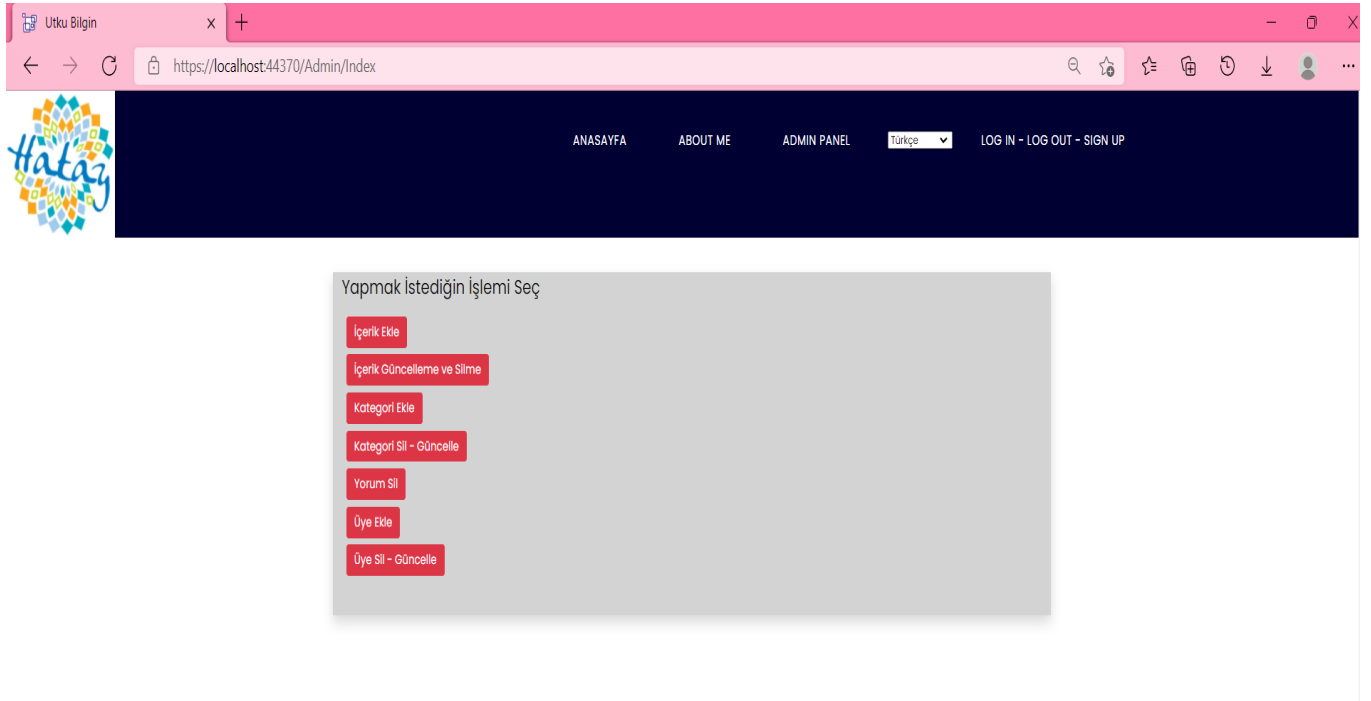 Utku Bilgin
https://localhost:44370/Admin/Index
Hatay
ANASAYFA ABOUT ME ADMIN PANEL Türkçe LOG IN - LOG OUT - SIGN UP
Yapmak İstediğin İşlemi Seç
İçerik Ekle
İçerik Güncelleme ve Silme
Kategori Ekle
Kategori Sil - Güncelle
Yorum Sil
Üye Ekle
Üye Sil - Güncelle